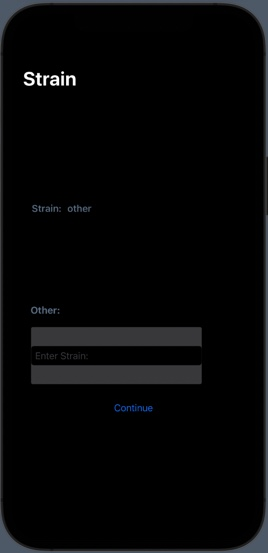 Strain
Strain: other
Other:
Enter Strain:
Continue